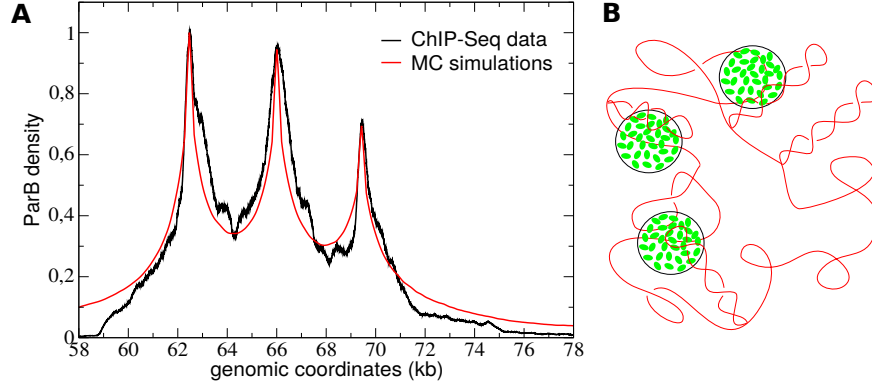 A
B
ChIP-Seq data
MC simulations
ParB density
1
0,8
0,6
0,4
0,2
0
58 60 62 64 66 68 70 72 74 76 78
genomic coordinates (kb)